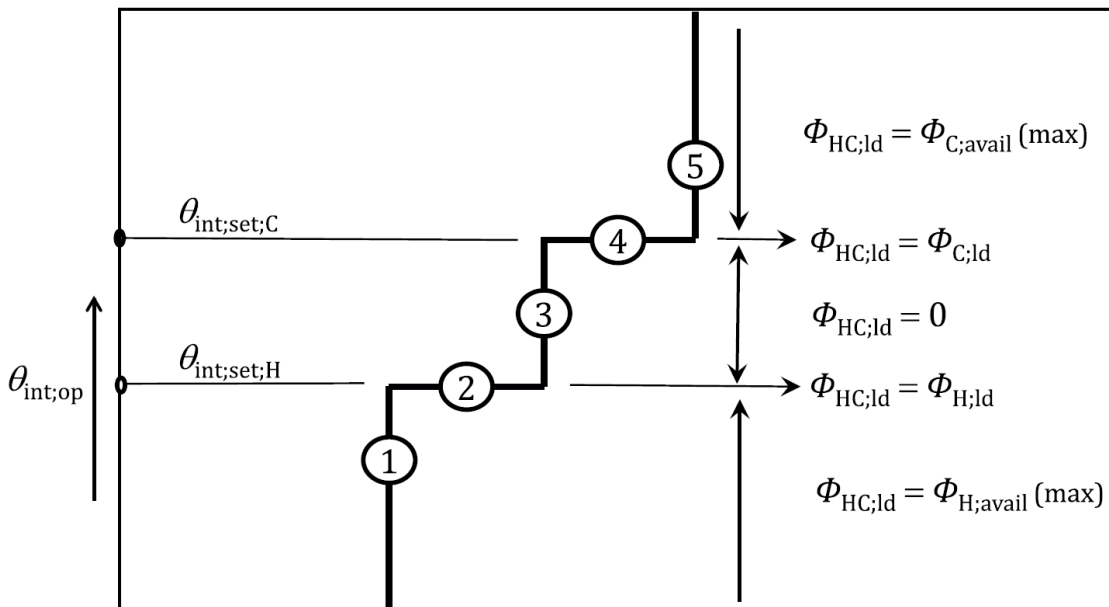 Φ_HC;ld = Φ_C;avail (max)
5
θ_int;set;C
4
Φ_HC;ld = Φ_C;ld
3
Φ_HC;ld = 0
θ_int;set;H
θ_int;op
2
Φ_HC;ld = Φ_H;ld
1
Φ_HC;ld = Φ_H;avail (max)